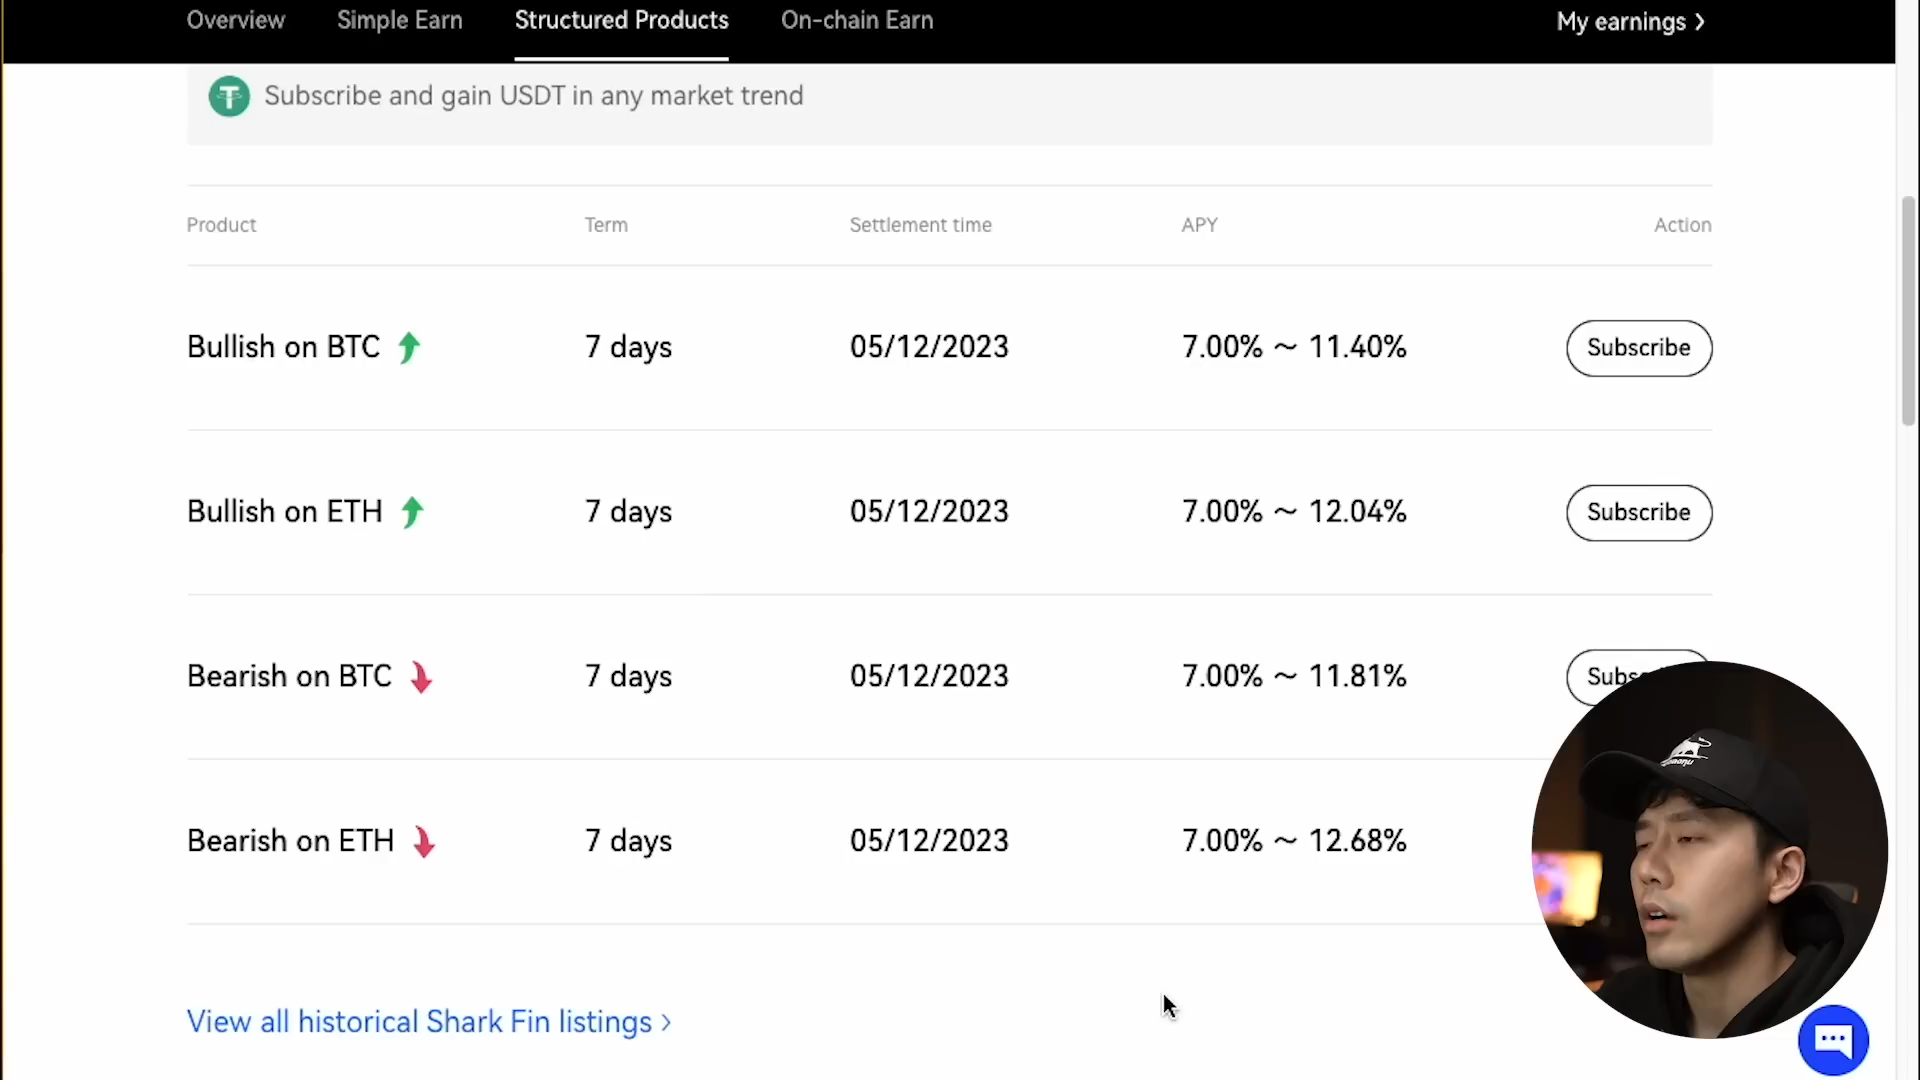 Overview Simple Earn Structured Products On-chain Earn My earnings
Subscribe and gain USDT in any market trend
Product Term Settlement time APY Action
Bullish on BTC 7 days 05/12/2023 7.00% ~ 11.40% Subscribe
Bullish on ETH 7 days 05/12/2023 7.00% ~ 12.04% Subscribe
Bearish on BTC 7 days 05/12/2023 7.00% ~ 11.81% Subs
Bearish on ETH 7 days 05/12/2023 7.00% ~ 12.68%
View all historical Shark Fin listings